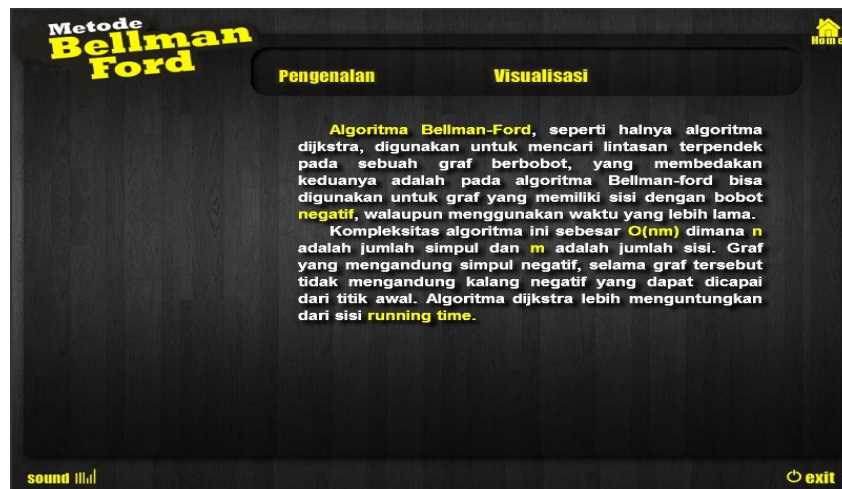 Metode
Bellman
Ford
Home
Pengenalan Visualisasi
Algoritma Bellman-Ford, seperti halnya algoritma
dijkstra, digunakan untuk mencari lintasan terpendek
pada sebuah graf berbobot, yang membedakan
keduanya adalah pada algoritma Bellman-ford bisa
digunakan untuk graf yang memiliki sisi dengan bobot
negatif, walaupun menggunakan waktu yang lebih lama.
Kompleksitas algoritma ini sebesar O(nm) dimana n
adalah jumlah simpul dan m adalah jumlah sisi. Graf
yang mengandung simpul negatif, selama graf tersebut
tidak mengandung kalang negatif yang dapat dicapai
dari titik awal. Algoritma dijkstra lebih menguntungkan
dari sisi running time.
sound
exit